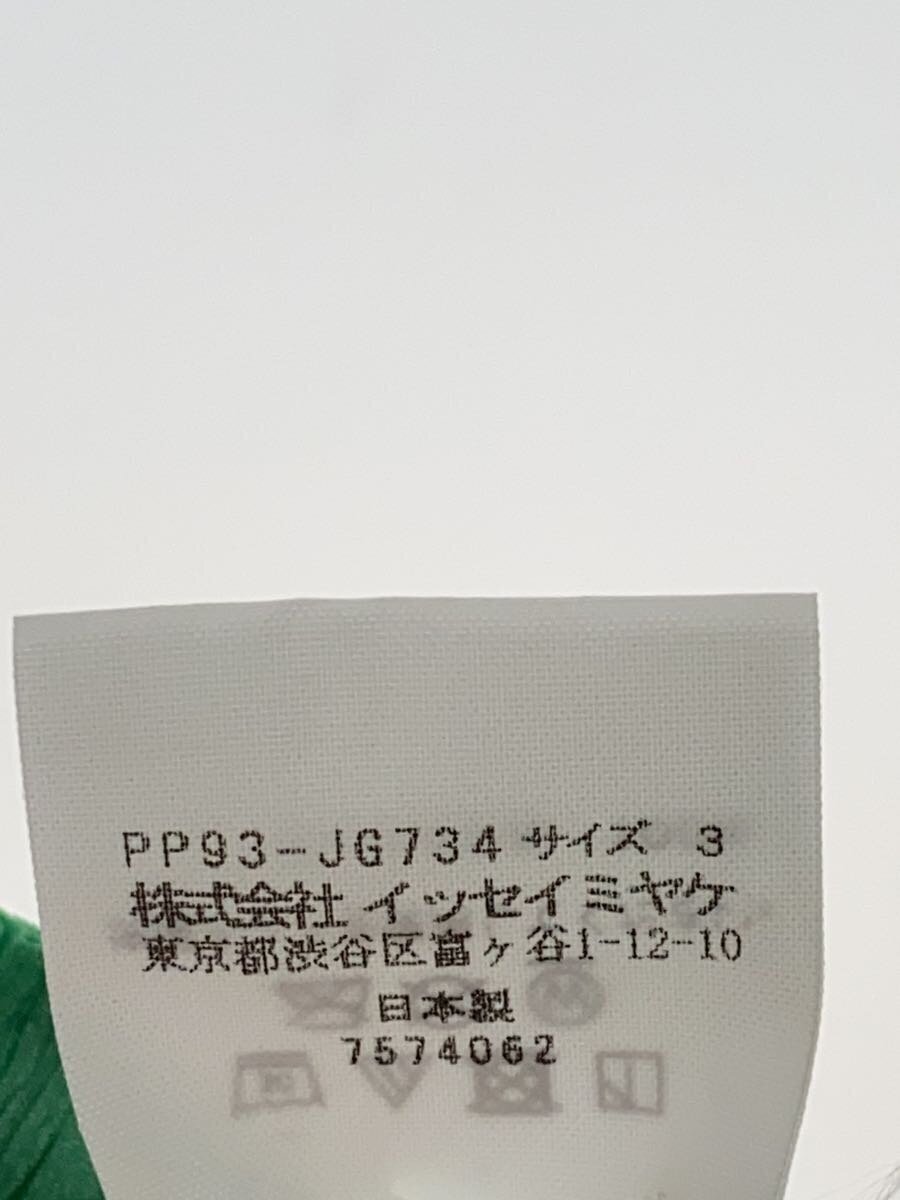 PP93-JG734 サイズ 3
株式会社イッセイミヤケ
東京都渋谷区富ヶ谷1-12-10
日本製
7574062